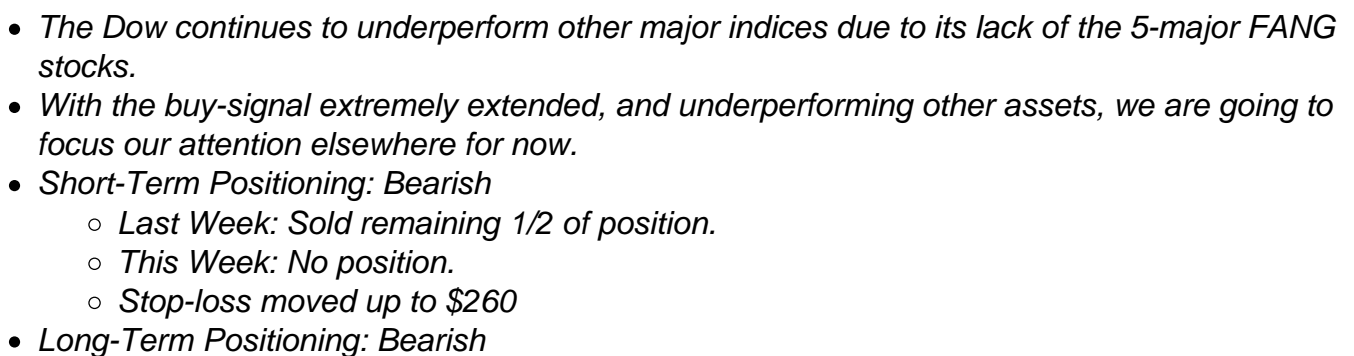 • The Dow continues to underperform other major indices due to its lack of the 5-major FANG
stocks.
• With the buy-signal extremely extended, and underperforming other assets, we are going to
focus our attention elsewhere for now.
• Short-Term Positioning: Bearish
○ Last Week: Sold remaining 1/2 of position.
○ This Week: No position.
○ Stop-loss moved up to $260
• Long-Term Positioning: Bearish